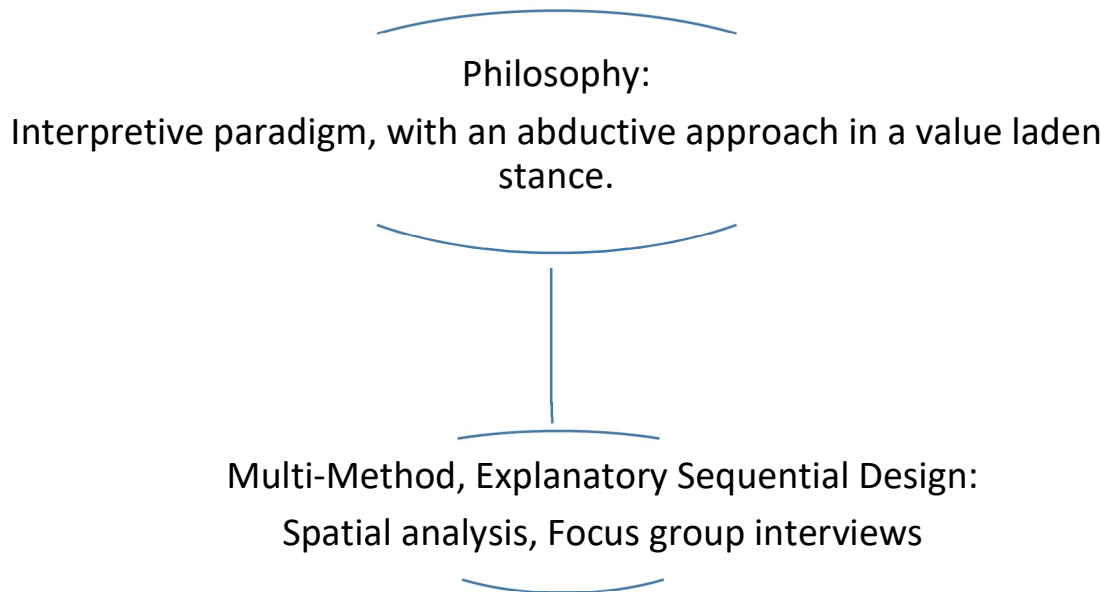 Philosophy:
Interpretive paradigm, with an abductive approach in a value laden
stance.
Multi-Method, Explanatory Sequential Design:
Spatial analysis, Focus group interviews